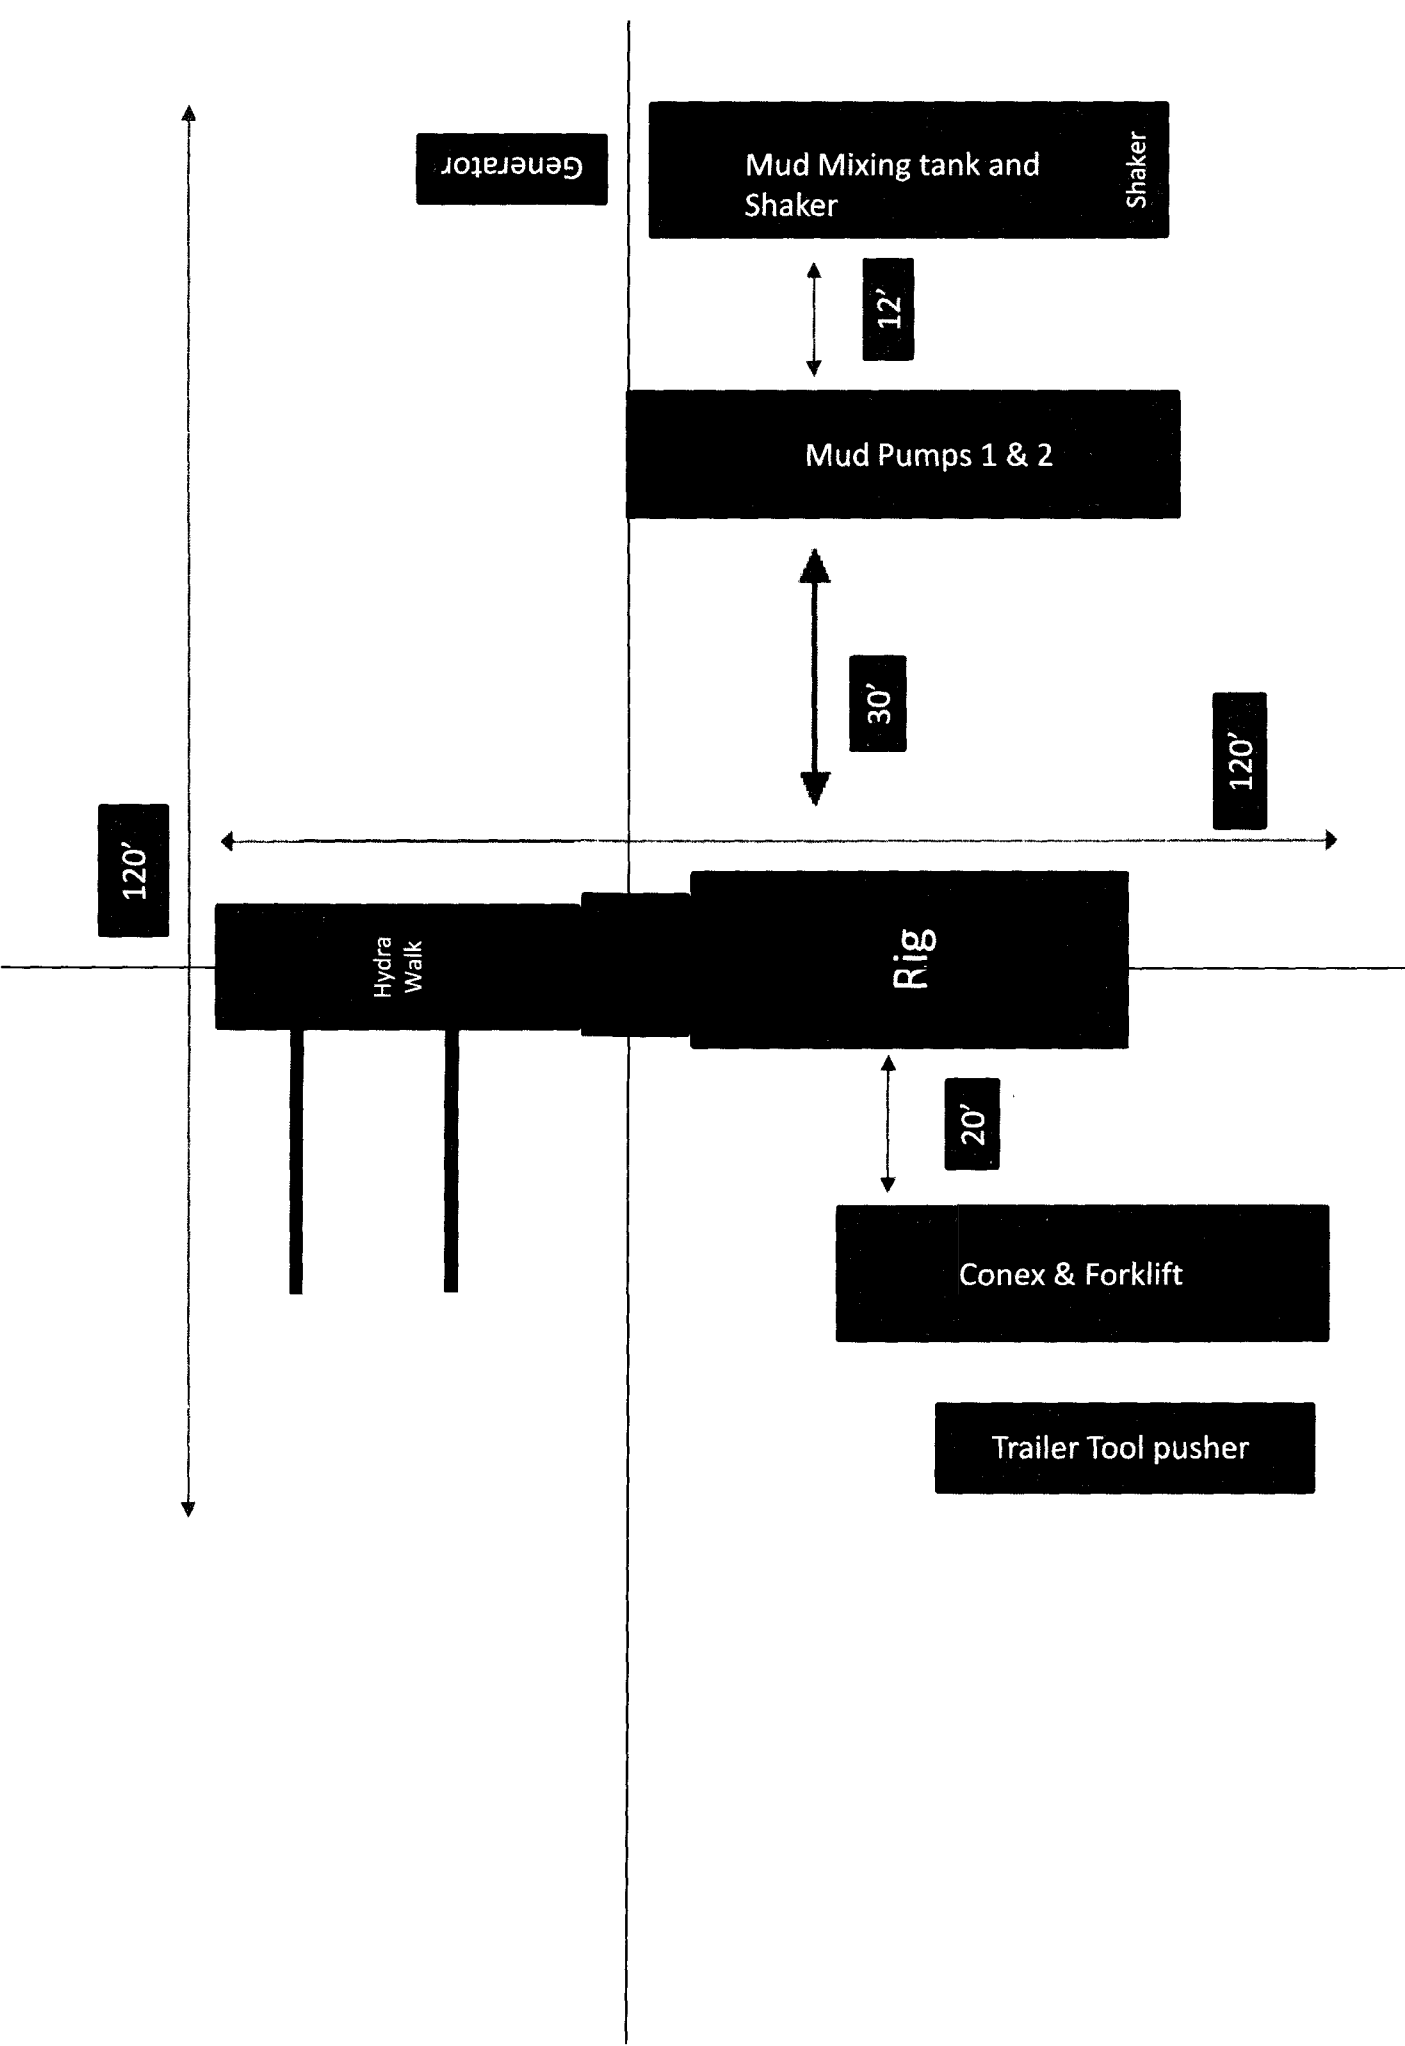 Generator
Mud Mixing tank and
Shaker
Shaker
12’
Mud Pumps 1 & 2
30’
120’
120’
Hydra
Walk
Rig
20’
Conex & Forklift
Trailer Tool pusher